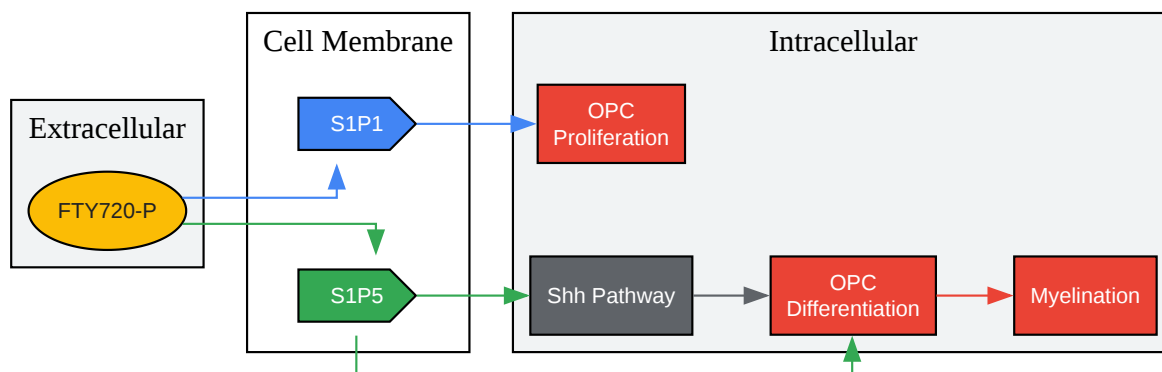 Cell Membrane
Intracellular
Extracellular
S1P1
OPC
Proliferation
FTY720-P
S1P5
Shh Pathway
OPC
Differentiation
Myelination